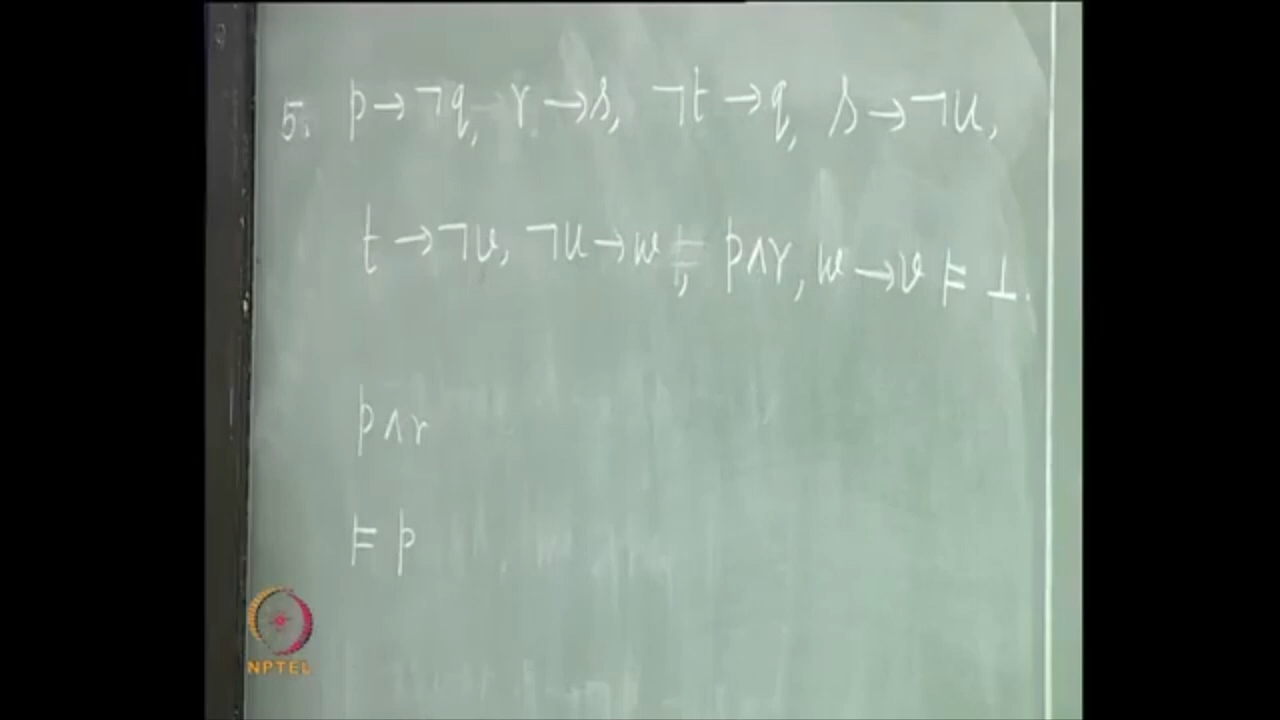 5. p → ¬q, r → s, ¬t → q, s → ¬u,
t → ¬v, ¬u → w, p ∧ r, w → v ⊨ ⊥.
p ∧ r
⊨ p
NPTEL